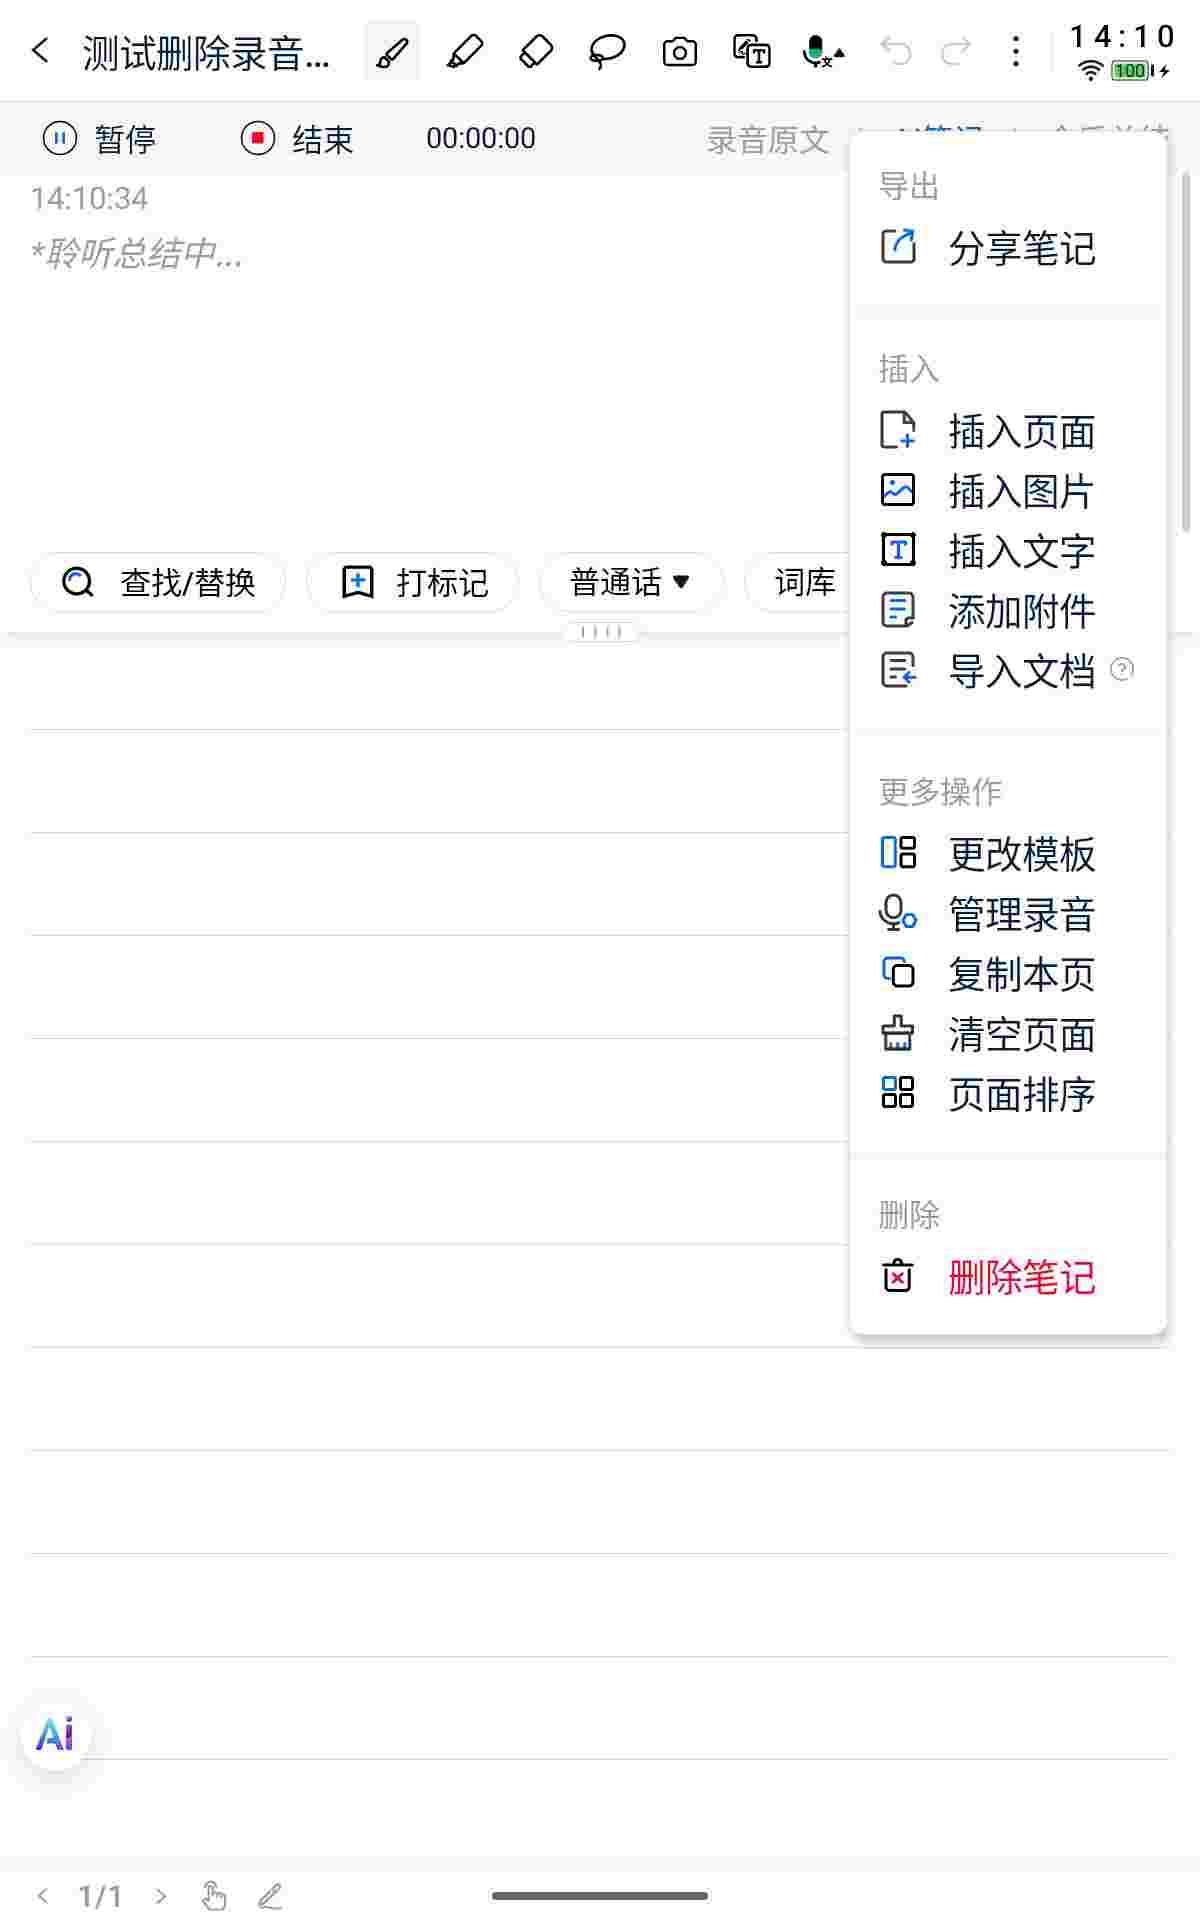 测试删除录音...
14:10
100
暂停 结束 00:00:00 录音原文
14:10:34
*聆听总结中...
导出
分享笔记
插入
插入页面
插入图片
插入文字
添加附件
导入文档 ?
查找/替换 打标记 普通话 词库
更多操作
更改模板
管理录音
复制本页
清空页面
页面排序
删除
删除笔记
Ai
1/1